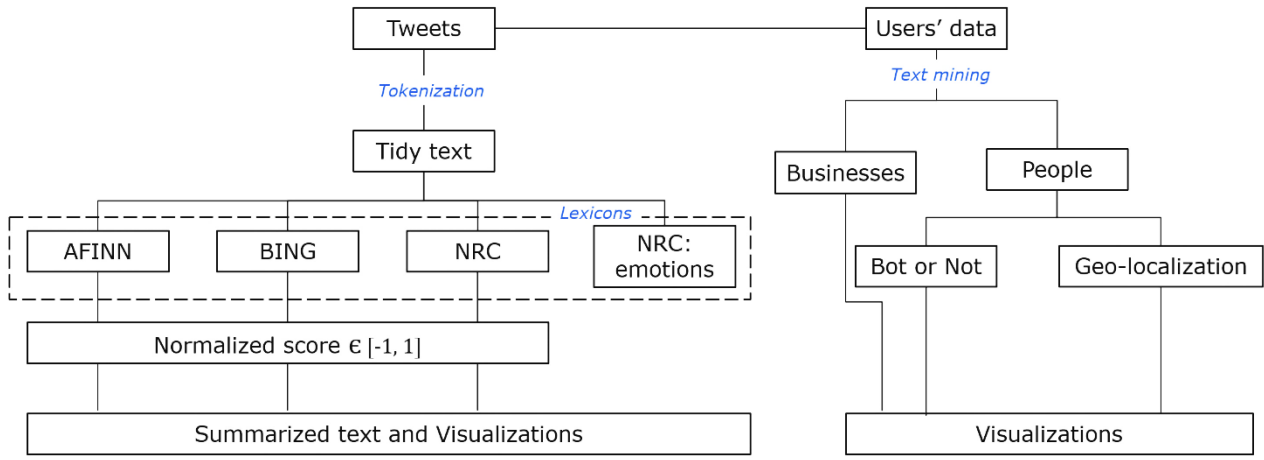 Tweets
Users’ data
Tokenization
Text mining
Tidy text
Businesses
People
Lexicons
AFINN
BING
NRC
NRC:
emotions
Bot or Not
Geo-localization
Normalized score ϵ [-1, 1]
Summarized text and Visualizations
Visualizations